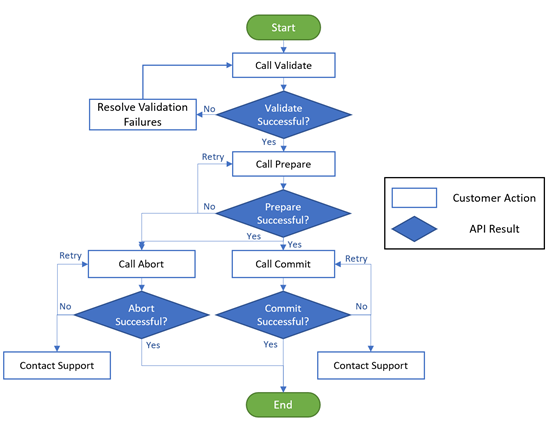 Start
Call Validate
Resolve Validation
Failures
No
Validate
Successful?
Yes
Retry
Call Prepare
No
Prepare
Successful?
Yes
Yes
Customer Action
API Result
Retry
Call Abort
Call Commit
Retry
No
Abort
Successful?
Commit
Successful?
No
Yes
Yes
Contact Support
Contact Support
End